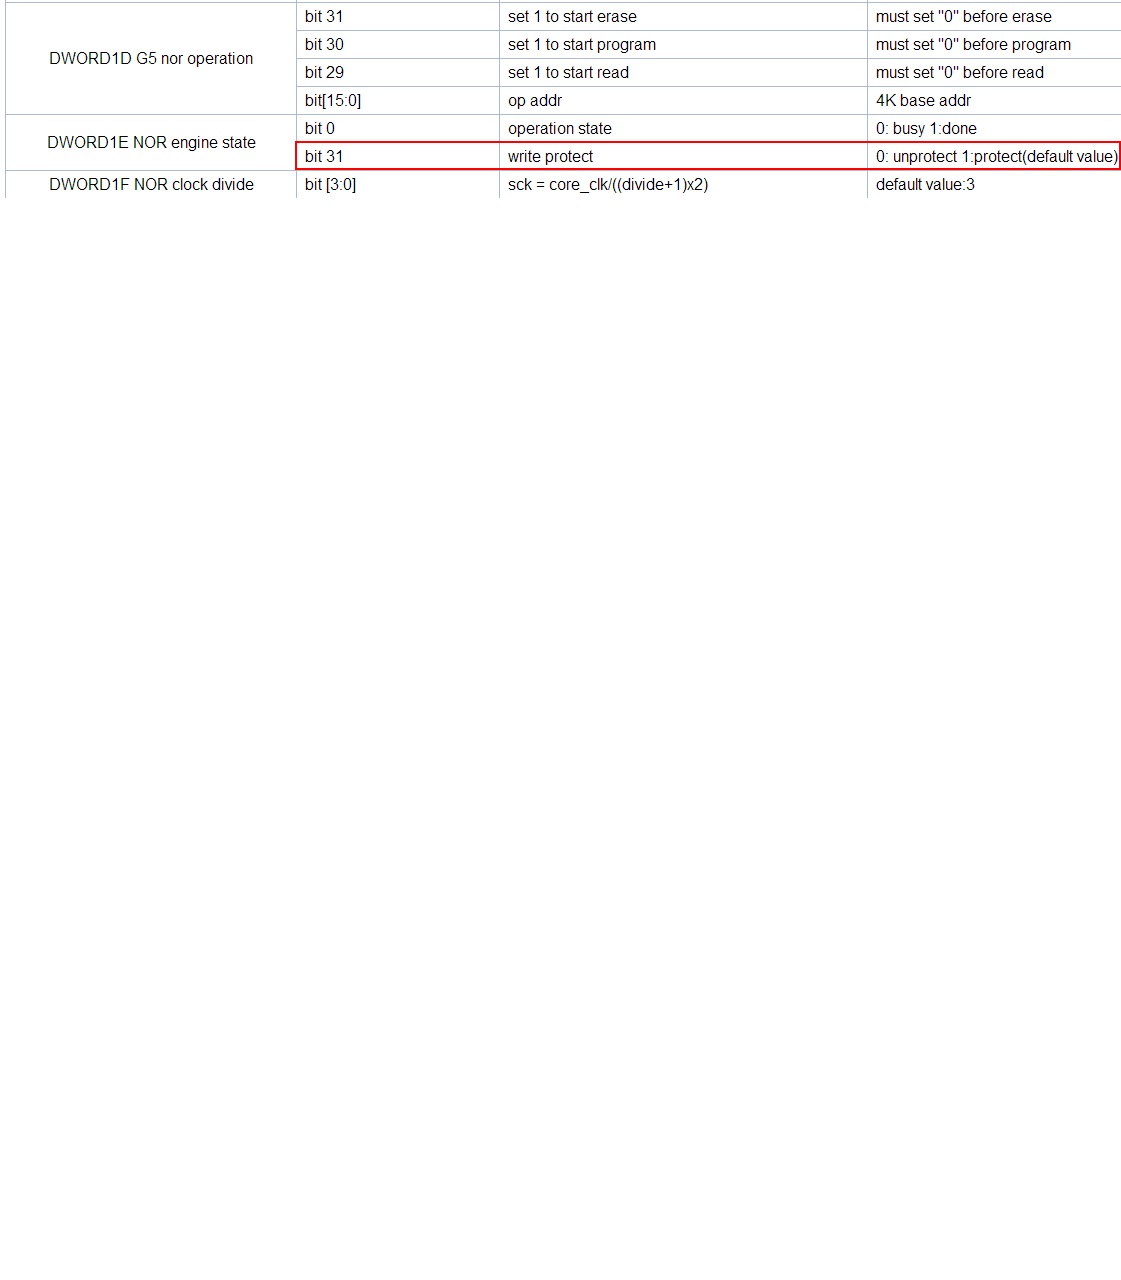 bit 31 set 1 to start erase must set "0" before erase
bit 30 set 1 to start program must set "0" before program
DWORD1D G5 nor operation
bit 29 set 1 to start read must set "0" before read
bit[15:0] op addr 4K base addr
bit 0 operation state 0: busy 1:done
DWORD1E NOR engine state
bit 31 write protect 0: unprotect 1:protect(default value)
DWORD1F NOR clock divide bit [3:0] sck = core_clk/((divide+1)x2) default value:3